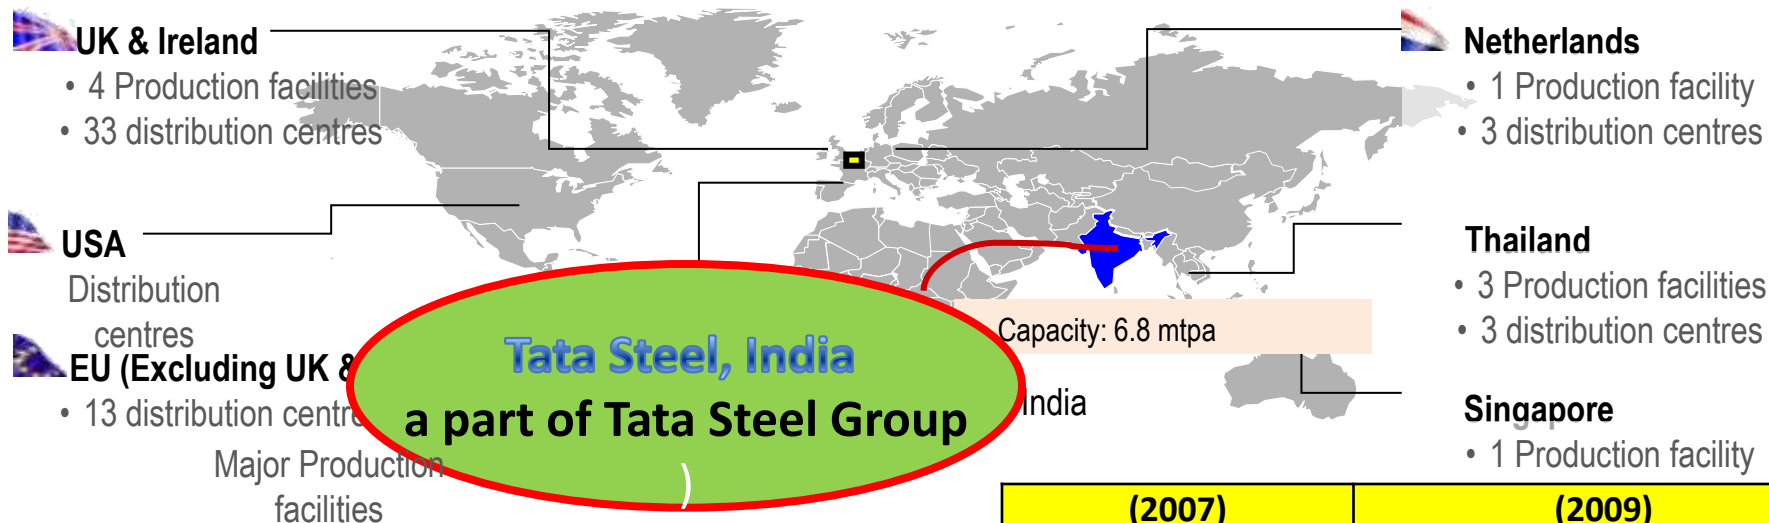 UK & Ireland
• 4 Production facilities
• 33 distribution centres
USA
Distribution
centres
EU (Excluding UK &
• 13 distribution centr
Major Production
facilities
Tata Steel, India
a part of Tata Steel Group
)
Capacity: 6.8 mtpa
India
Netherlands
• 1 Production facility
• 3 distribution centres
Thailand
• 3 Production facilities
• 3 distribution centres
Singapore
• 1 Production facility
(2007) (2009)